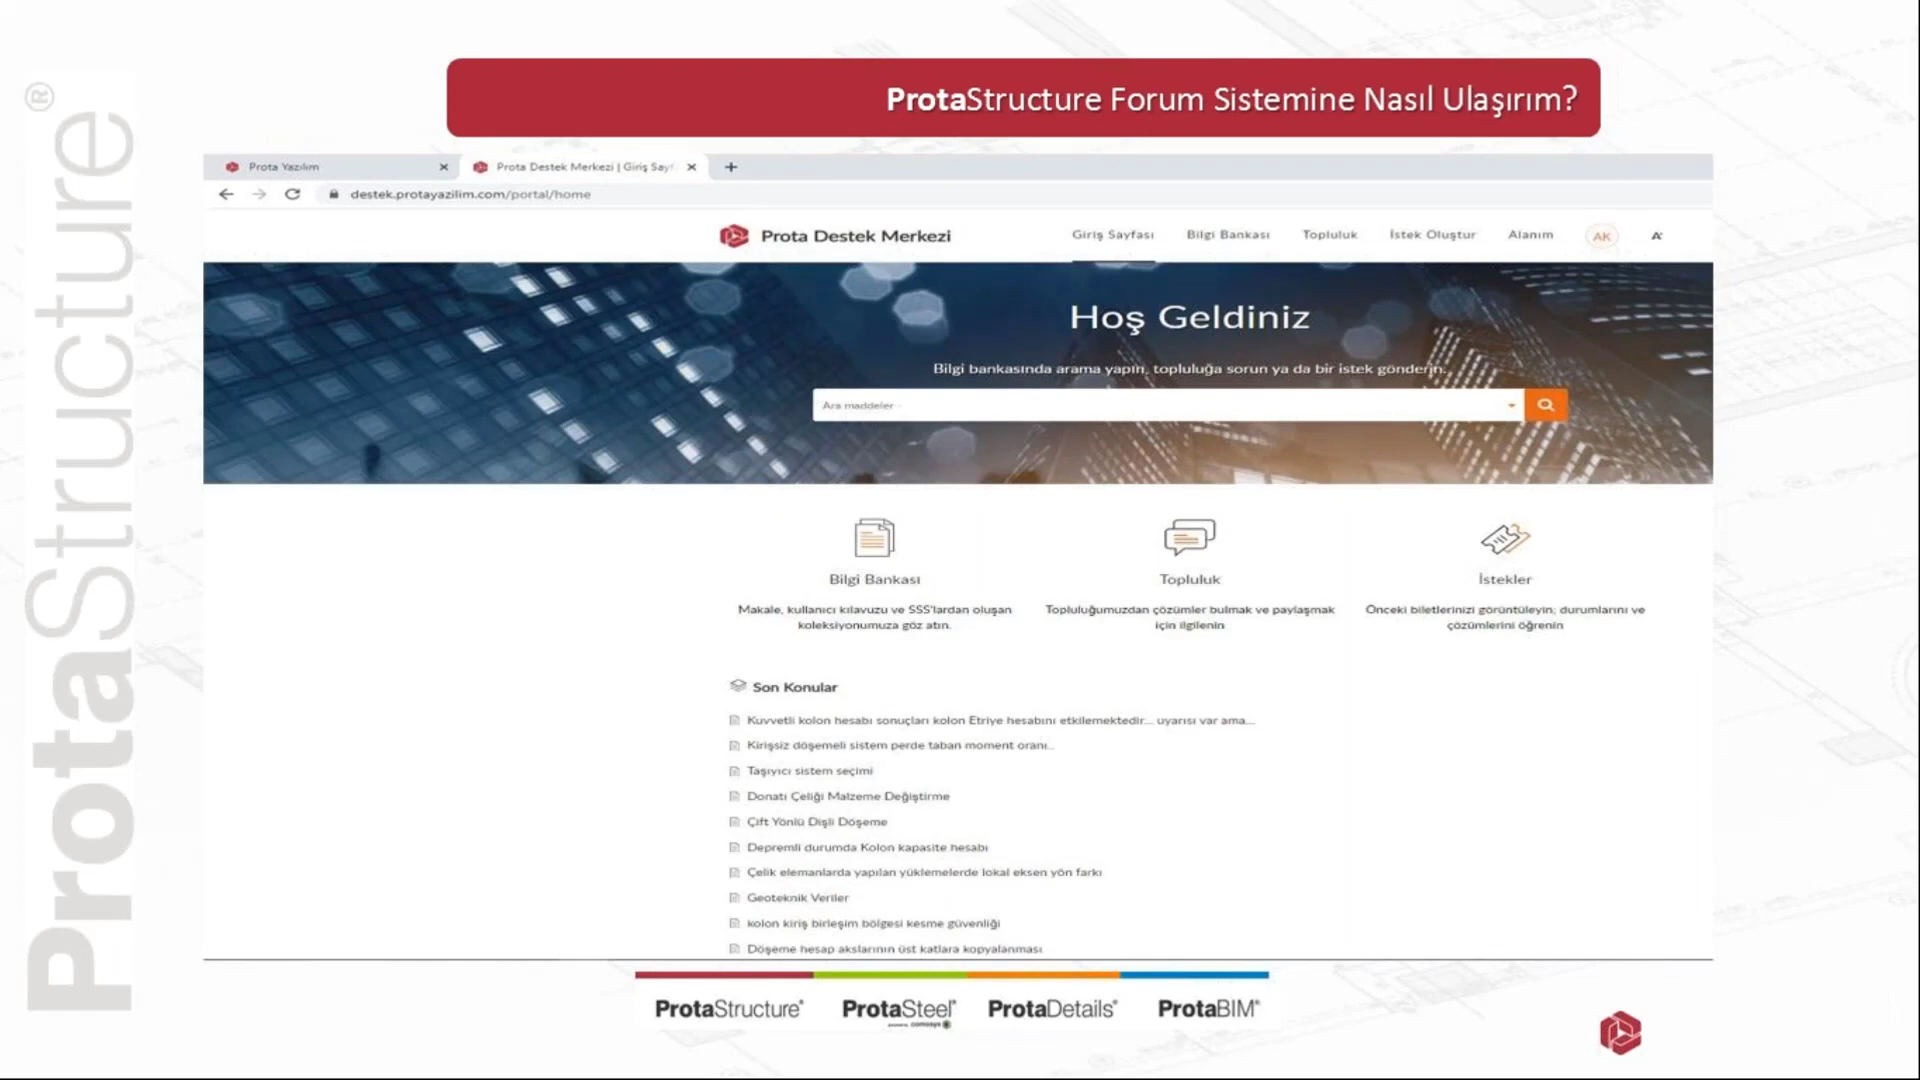 ProtaStructure®
ProtaStructure Forum Sistemine Nasıl Ulaşırım?
Prota Yazılım
Prota Destek Merkezi | Giriş Sayf
destek.protayazilim.com/portal/home
Prota Destek Merkezi
Giriş Sayfası
Bilgi Bankası
Topluluk
İstek Oluştur
Alanım
AK
Hoş Geldiniz
Bilgi bankasında arama yapın, topluluğa sorun ya da bir istek gönderin..
Ara maddeler
Bilgi Bankası
Makale, kullanıcı kılavuzu ve SSS'lardan oluşan
koleksiyonumuza göz atın.
Topluluk
Topluluğumuzdan çözümler bulmak ve paylaşmak
için ilgilenin
İstekler
Önceki biletlerinizi görüntüleyin; durumlarını ve
çözümlerini öğrenin
Son Konular
Kuvvetli kolon hesabı sonuçları kolon Etriye hesabını etkilemektedir... uyarısı var ama...
Kirişsiz döşemeli sistem perde taban moment oranı..
Taşıyıcı sistem seçimi
Donatı Çeliği Malzeme Değiştirme
Çift Yönlü Dişli Döşeme
Depremli durumda Kolon kapasite hesabı
Çelik elemanlarda yapılan yüklemelerde lokal eksen yön farkı
Geoteknik Veriler
kolon kiriş birleşim bölgesi kesme güvenliği
Döşeme hesap akslarının üst katlara kopyalanması
ProtaStructure®
ProtaSteel®
ProtaDetails®
ProtaBIM®